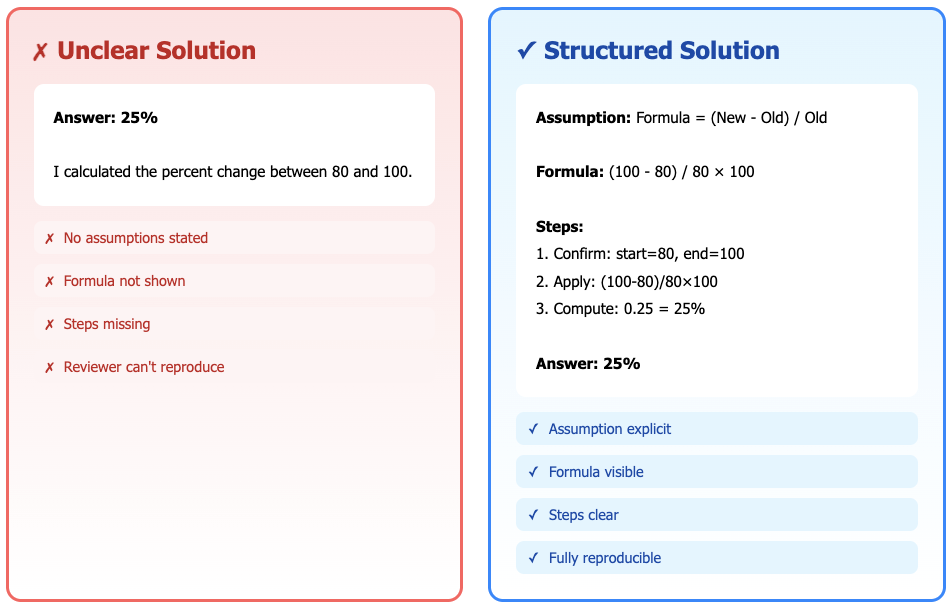 ✗ Unclear Solution
Answer: 25%
I calculated the percent change between 80 and 100.
✗ No assumptions stated
✗ Formula not shown
✗ Steps missing
✗ Reviewer can't reproduce
✓ Structured Solution
Assumption: Formula = (New - Old) / Old
Formula: (100 - 80) / 80 × 100
Steps:
1. Confirm: start=80, end=100
2. Apply: (100-80)/80×100
3. Compute: 0.25 = 25%
Answer: 25%
✓ Assumption explicit
✓ Formula visible
✓ Steps clear
✓ Fully reproducible